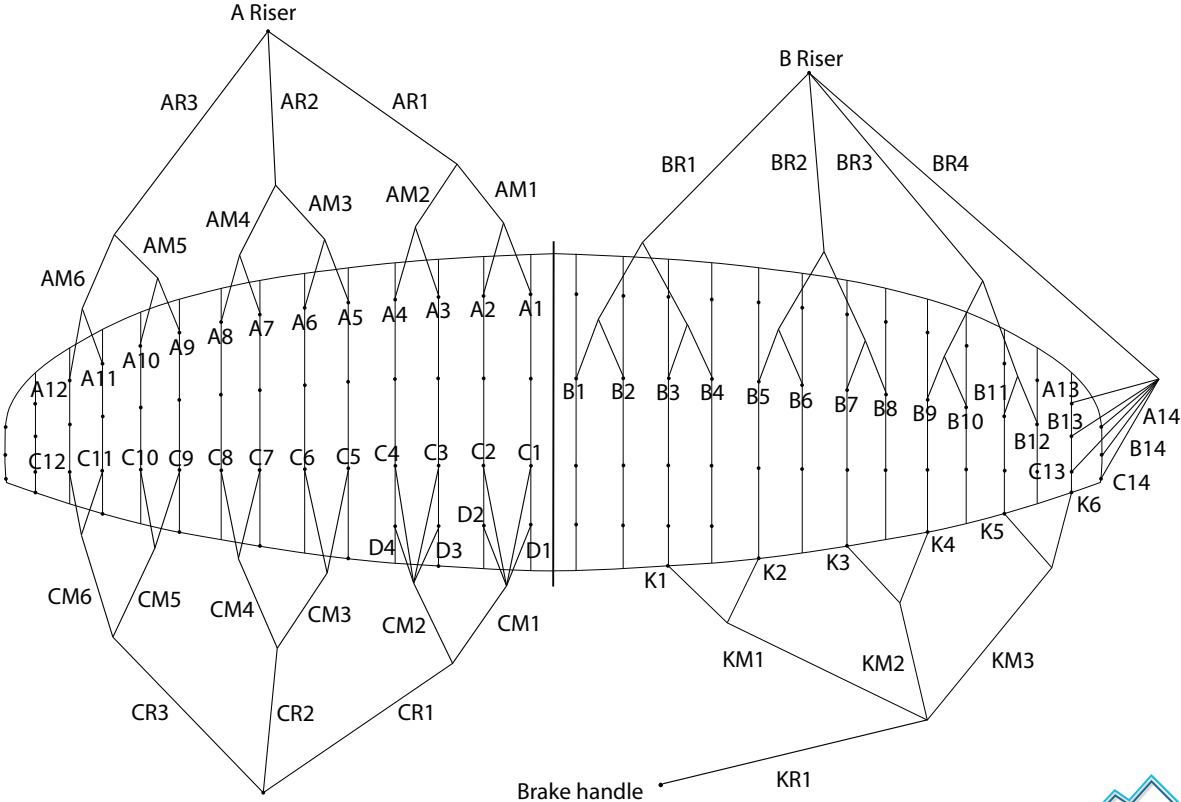 A Riser
B Riser
AR3
AR2
AR1
BR1
BR2
BR3
BR4
AM2
AM1
AM4
AM3
AM5
AM6
A12
A11
A10
A9
A8
A7
A6
A5
A4
A3
A2
A1
B1
B2
B3
B4
B5
B6
B7
B8
B9
B10
B11
B12
A13
B13
C13
A14
B14
C14
C12
C11
C10
C9
C8
C7
C6
C5
C4
C3
C2
C1
D4
D3
D2
D1
K1
K2
K3
K4
K5
K6
CM6
CM5
CM4
CM3
CM2
CM1
KM1
KM2
KM3
CR3
CR2
CR1
KR1
Brake handle